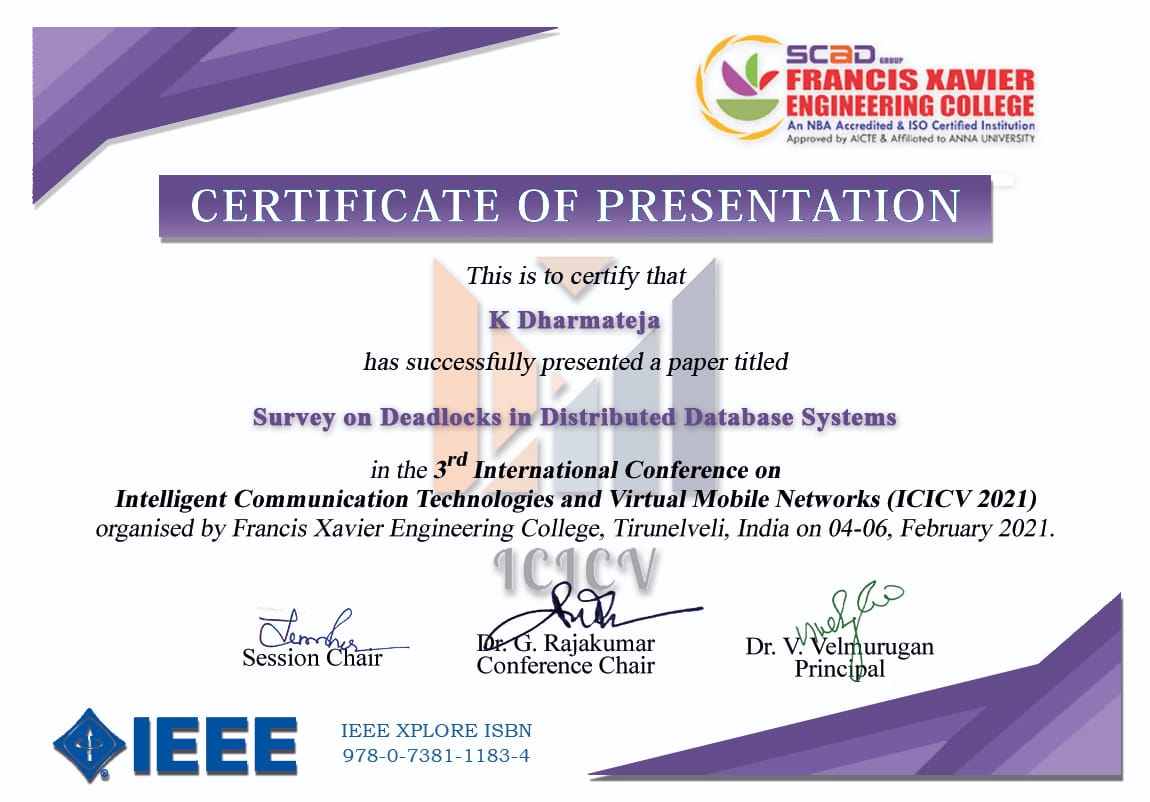 SCAD GROUP
FRANCIS XAVIER
ENGINEERING COLLEGE
An NBA Accredited & ISO Certified Institution
Approved by AICTE & Affiliated to ANNA UNIVERSITY
CERTIFICATE OF PRESENTATION
This is to certify that
K Dharmateja
has successfully presented a paper titled
Survey on Deadlocks in Distributed Database Systems
in the 3rd International Conference on
Intelligent Communication Technologies and Virtual Mobile Networks (ICICV 2021)
organised by Francis Xavier Engineering College, Tirunelveli, India on 04-06, February 2021.
ICICV
Session Chair
Dr. G. Rajakumar
Conference Chair
Dr. V. Velmurugan
Principal
IEEE
IEEE XPLORE ISBN
978-0-7381-1183-4